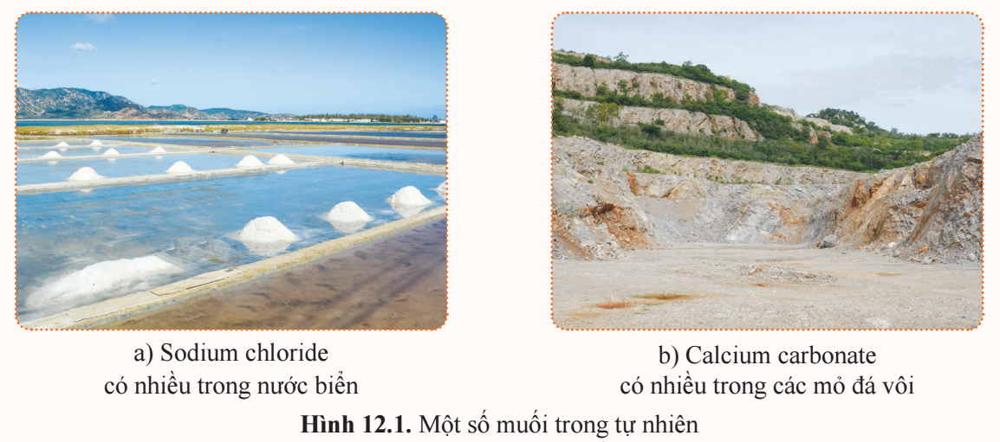 a) Sodium chloride
có nhiều trong nước biển
b) Calcium carbonate
có nhiều trong các mỏ đá vôi
Hình 12.1. Một số muối trong tự nhiên